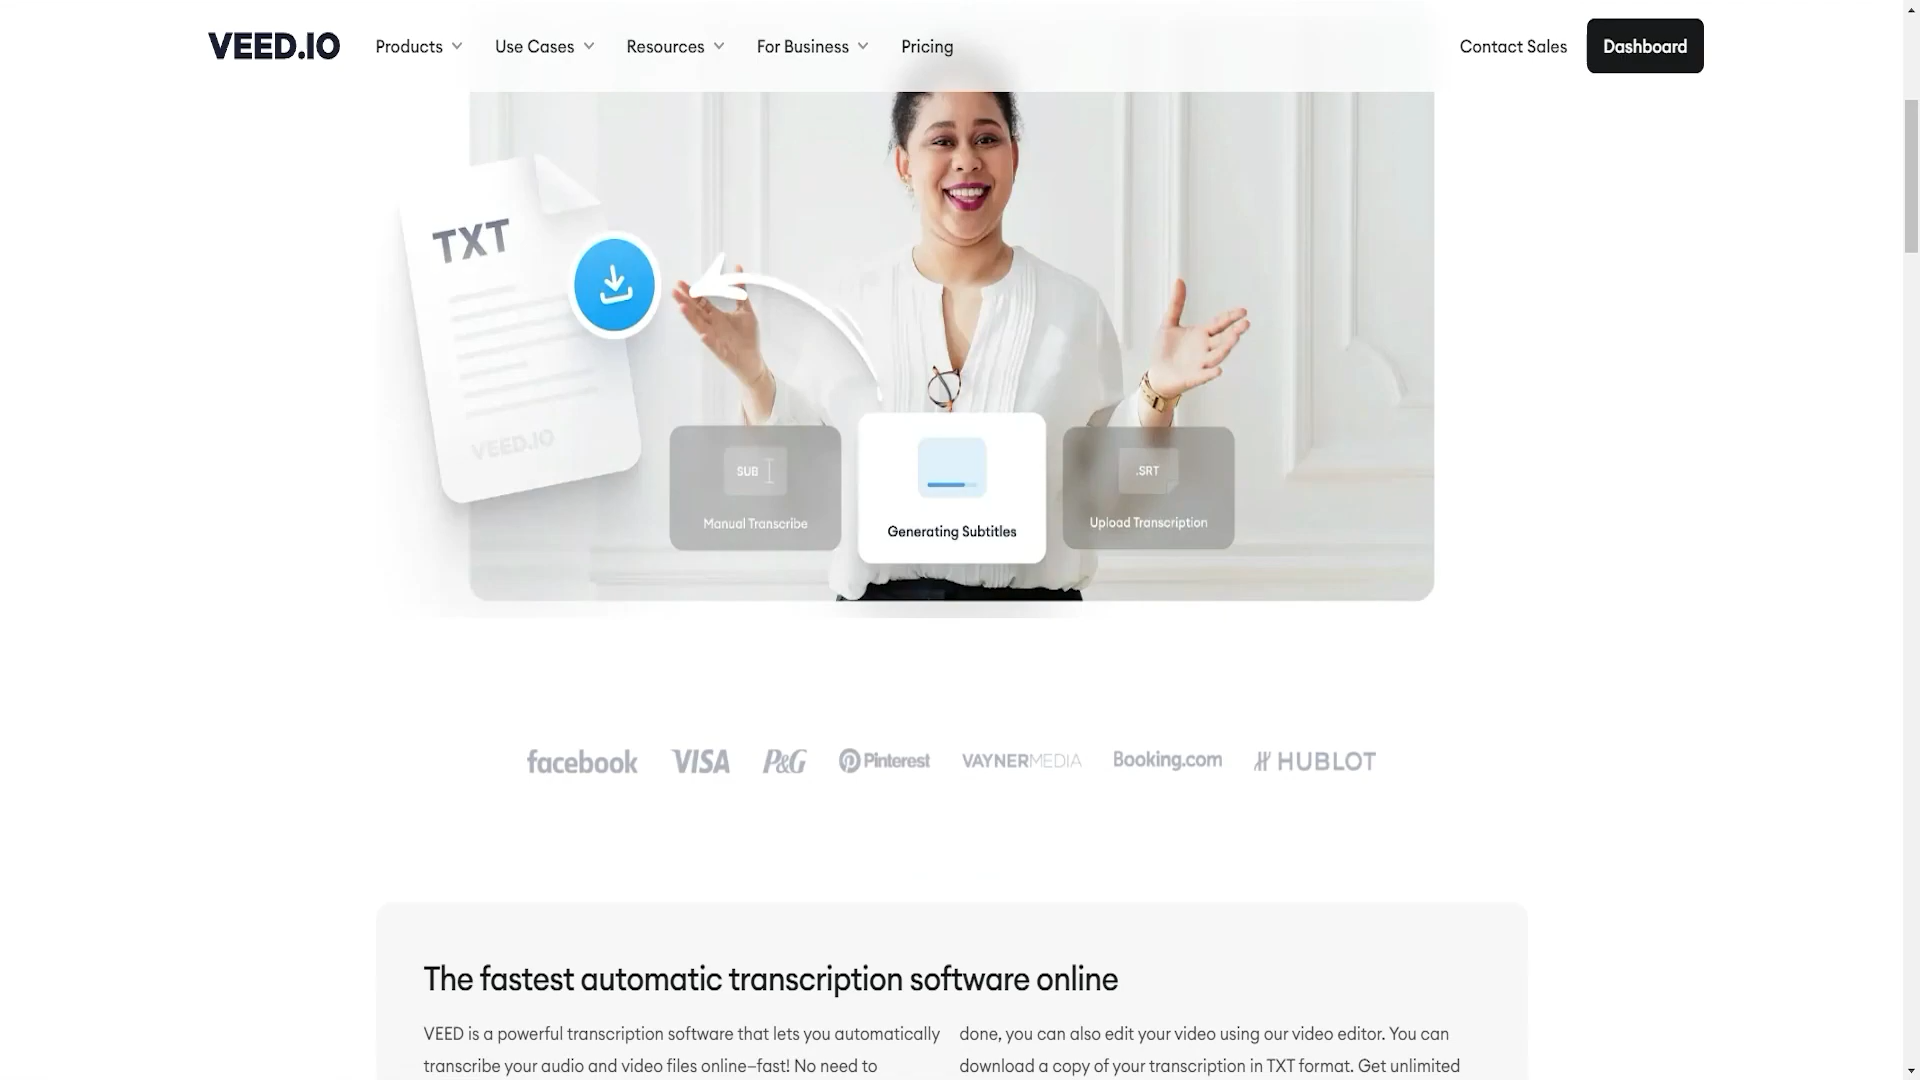 VEED.IO
Products
Use Cases
Resources
For Business
Pricing
Contact Sales
Dashboard
TXT
VEED.IO
SUB
Manual Transcribe
Generating Subtitles
.SRT
Upload Transcription
facebook
VISA
P&G
Pinterest
VAYNERMEDIA
Booking.com
HUBLOT
The fastest automatic transcription software online
VEED is a powerful transcription software that lets you automatically
transcribe your audio and video files online–fast! No need to
done, you can also edit your video using our video editor. You can
download a copy of your transcription in TXT format. Get unlimited